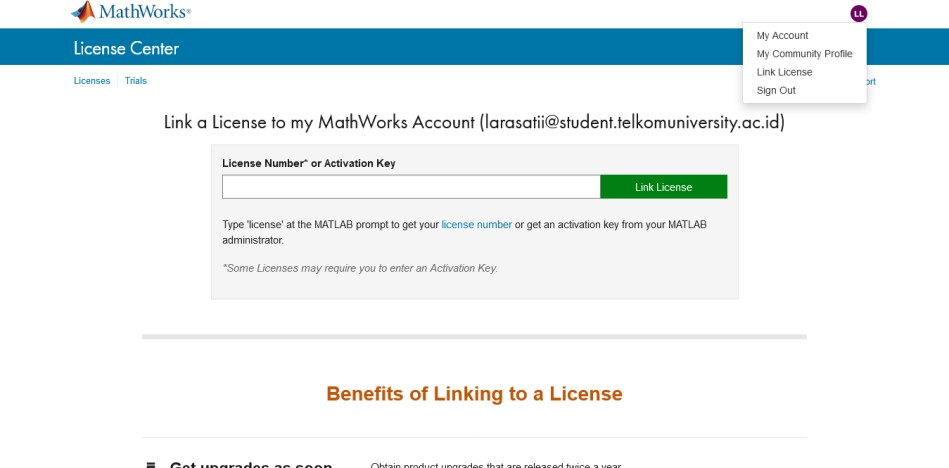 MathWorks®
LL
License Center
My Account
My Community Profile
Link License
Sign Out
Licenses
Trials
Link a License to my MathWorks Account (larasatii@student.telkomuniversity.ac.id)
License Number* or Activation Key
Link License
Type 'license' at the MATLAB prompt to get your license number or get an activation key from your MATLAB
administrator.
*Some Licenses may require you to enter an Activation Key.
Benefits of Linking to a License
Get upgrades as soon
Obtain product upgrades that are released twice a year